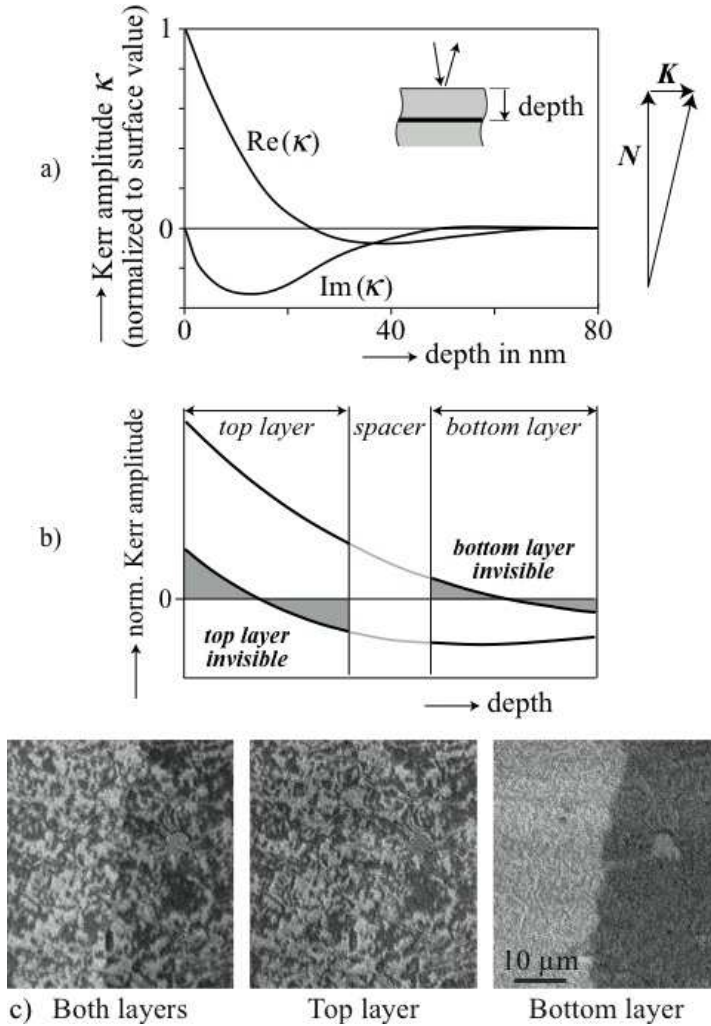 a)
Kerr amplitude κ
(normalized to surface value)
1
0
Re(κ)
Im(κ)
depth
K
N
0 40 80
depth in nm
b)
norm. Kerr amplitude
0
top layer spacer bottom layer
bottom layer
invisible
top layer
invisible
depth
10 µm
c) Both layers Top layer Bottom layer